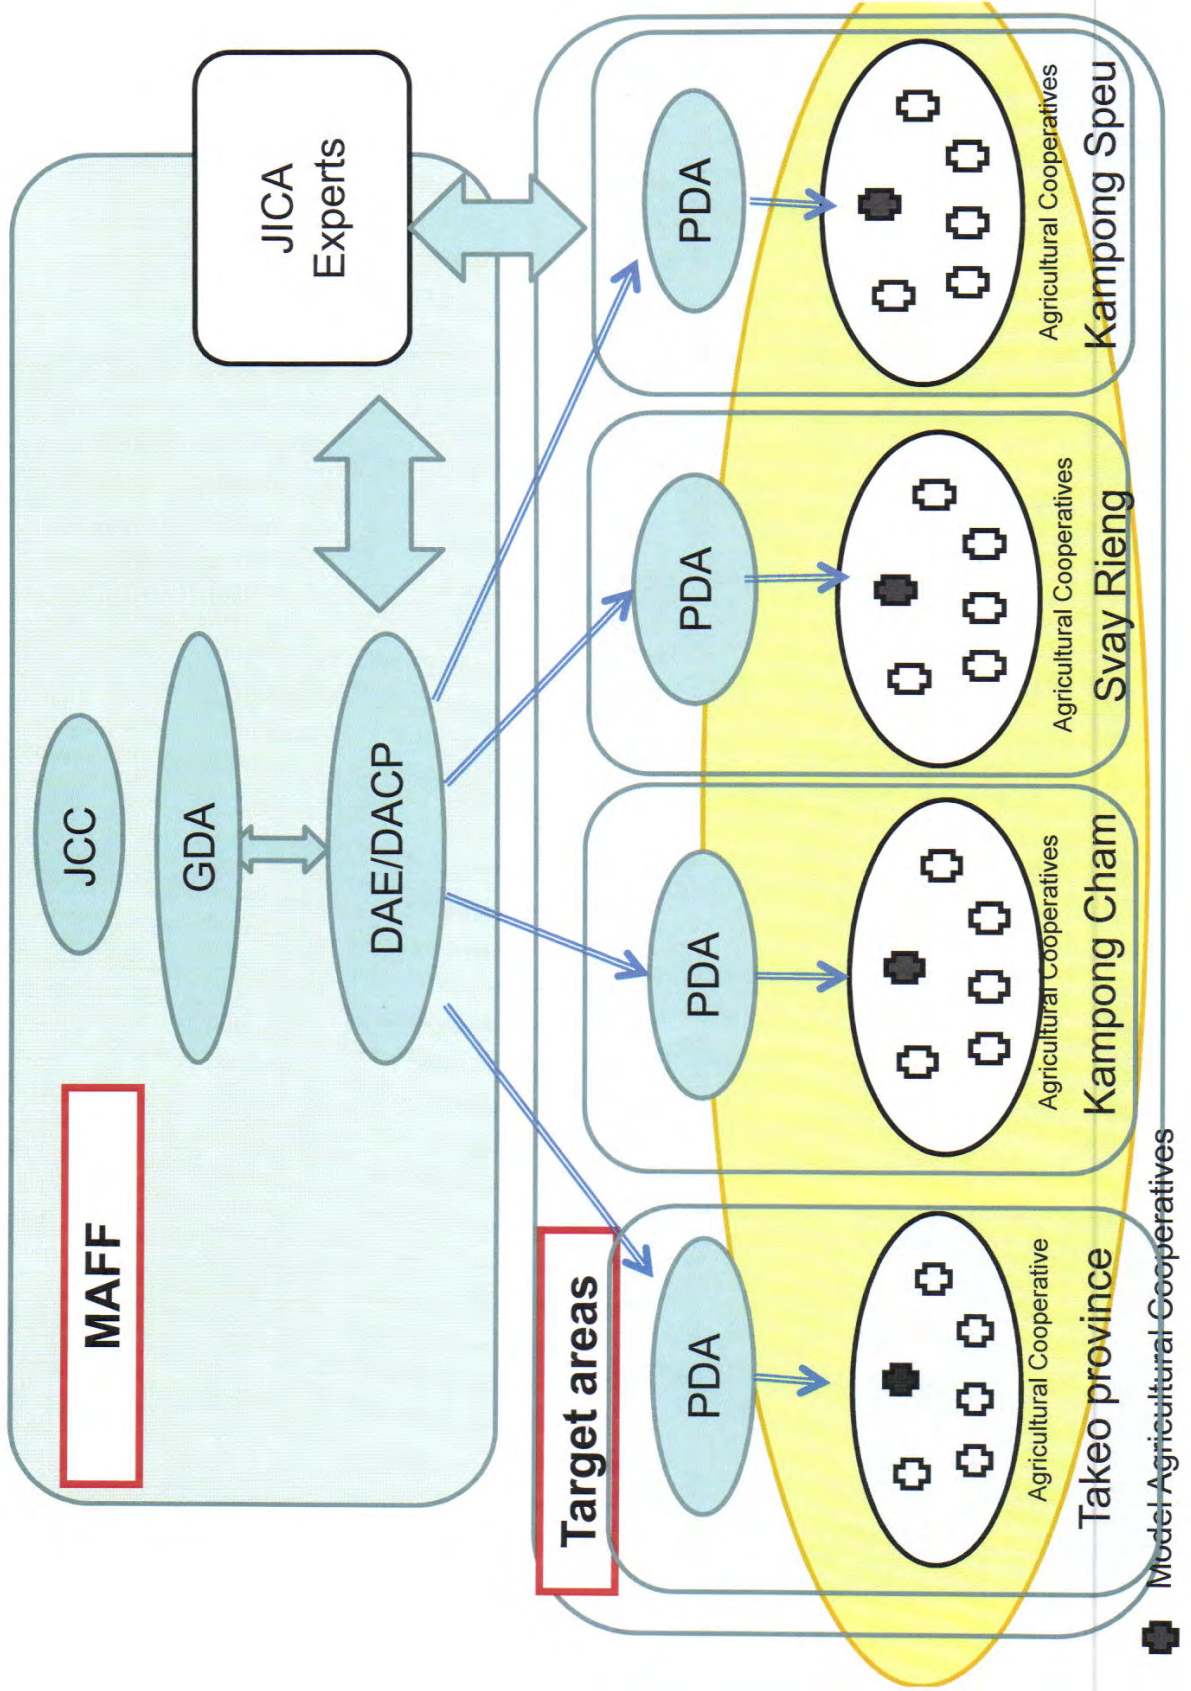 MAFF
JCC
GDA
DAE/DACP
JICA
Experts
Target areas
PDA
PDA
PDA
PDA
Agricultural Cooperative
Agricultural Cooperatives
Agricultural Cooperatives
Agricultural Cooperatives
Takeo province
Kampong Cham
Svay Rieng
Kampong Speu
Model Agricultural Cooperatives